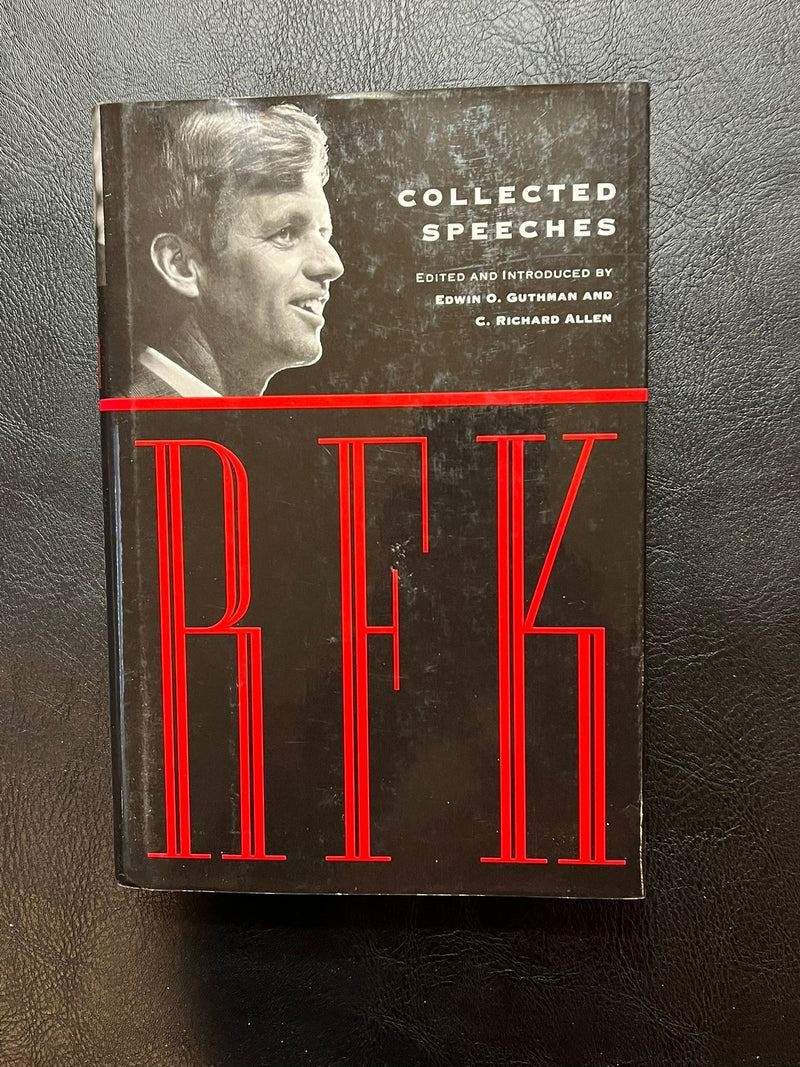 COLLECTED
SPEECHES
EDITED AND INTRODUCED BY
EDWIN O. GUTHMAN AND
C. RICHARD ALLEN
RFK